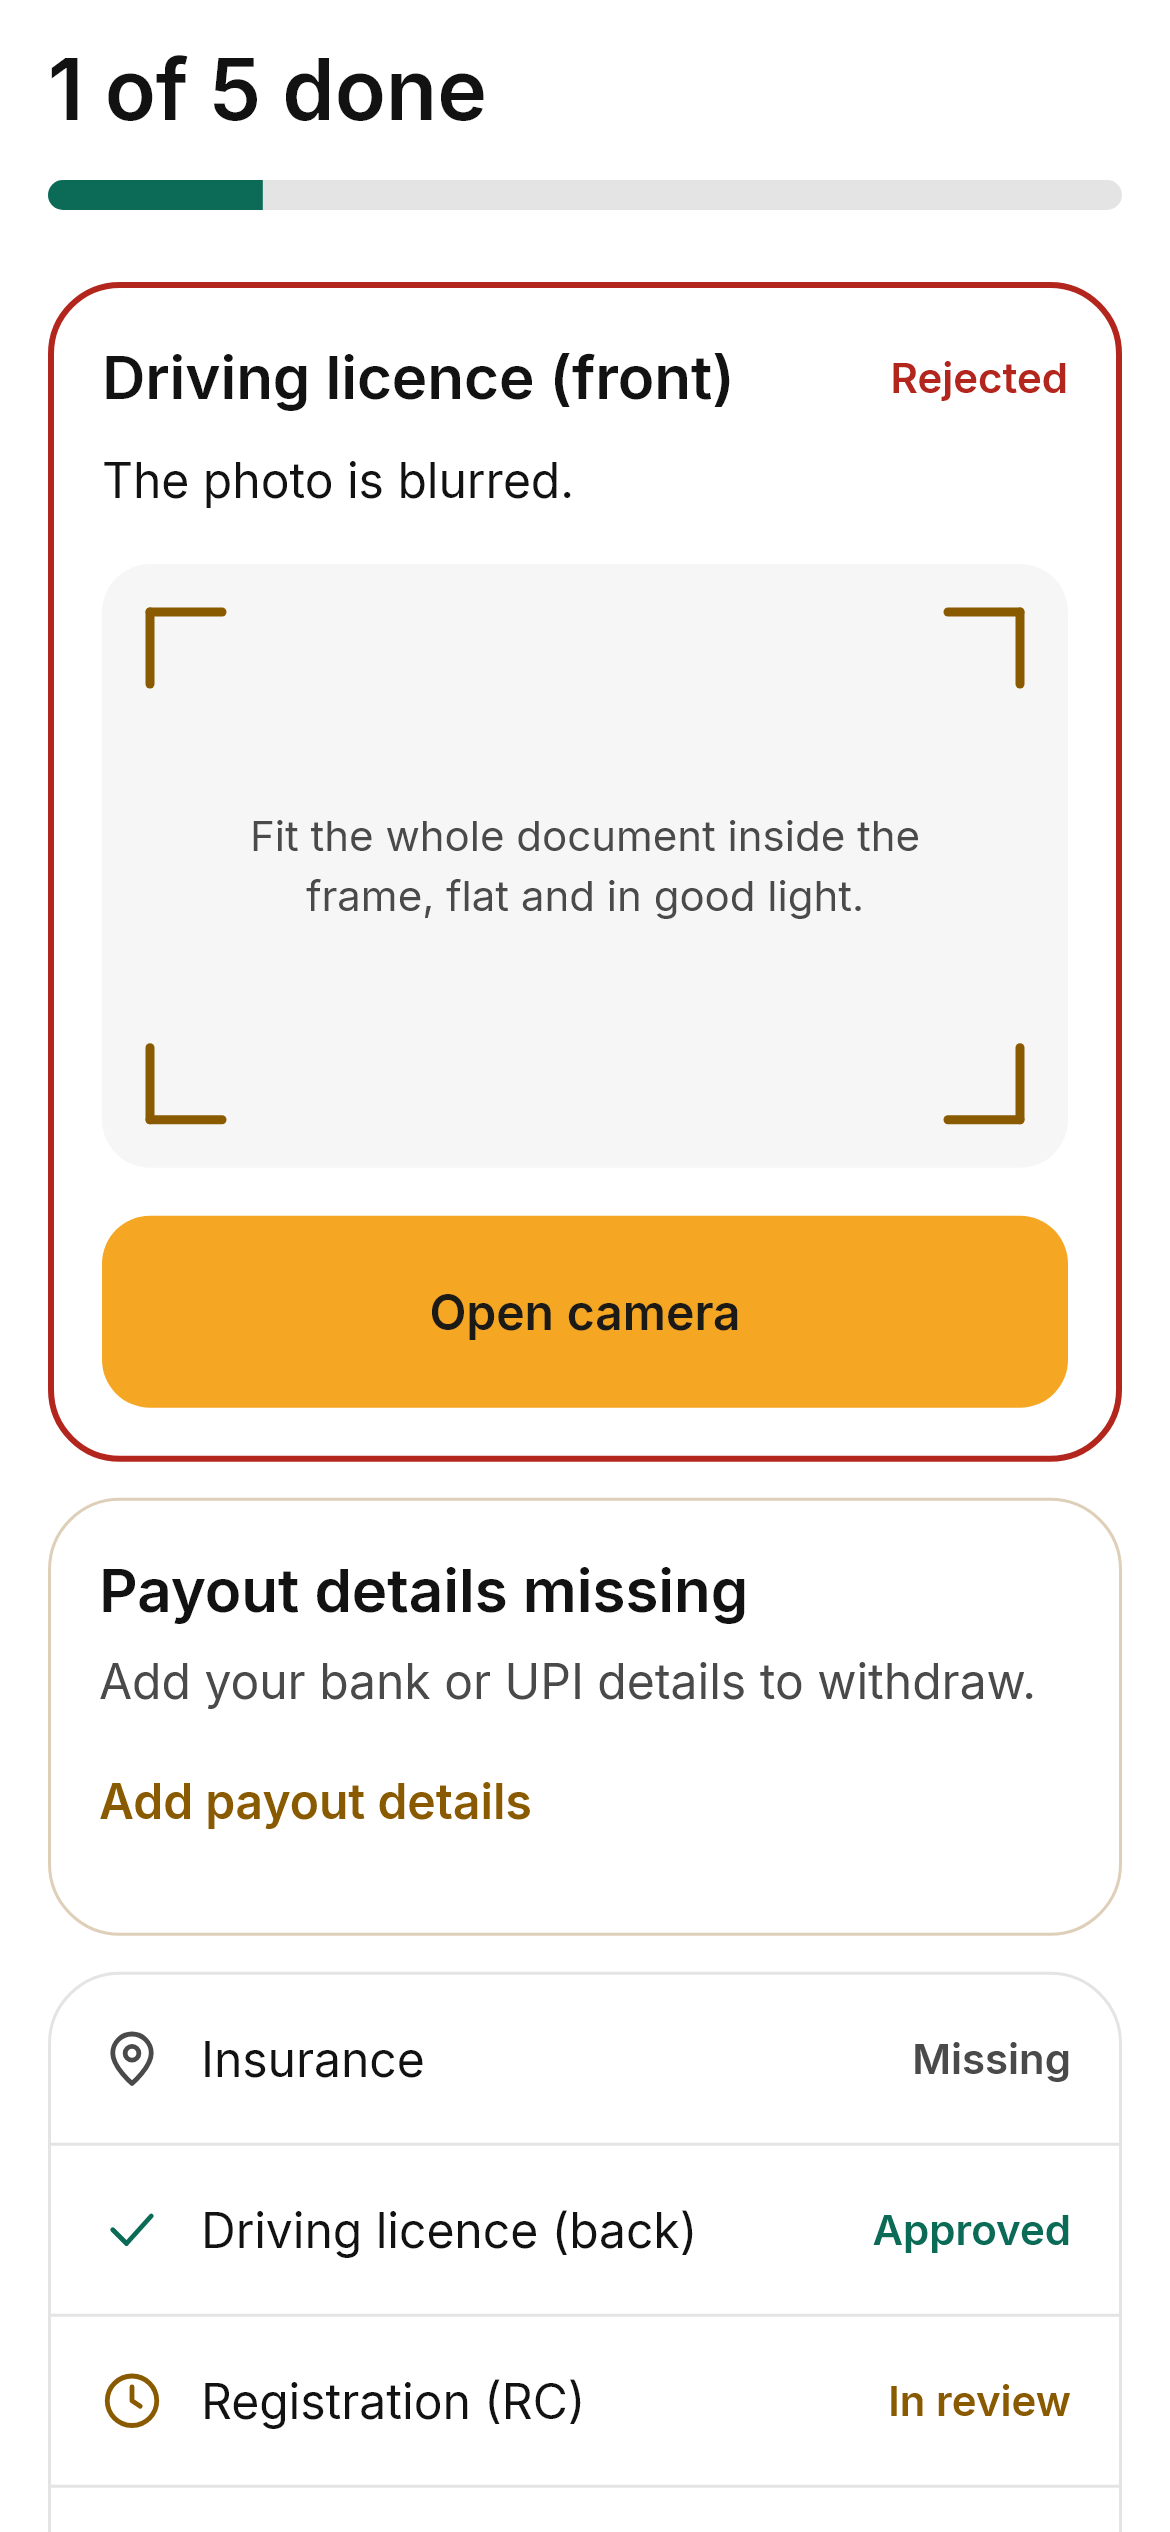 1 of 5 done
Driving licence (front)
Rejected
The photo is blurred.
Fit the whole document inside the
frame, flat and in good light.
Open camera
Payout details missing
Add your bank or UPI details to withdraw.
Add payout details
Insurance
Missing
Driving licence (back)
Approved
Registration (RC)
In review